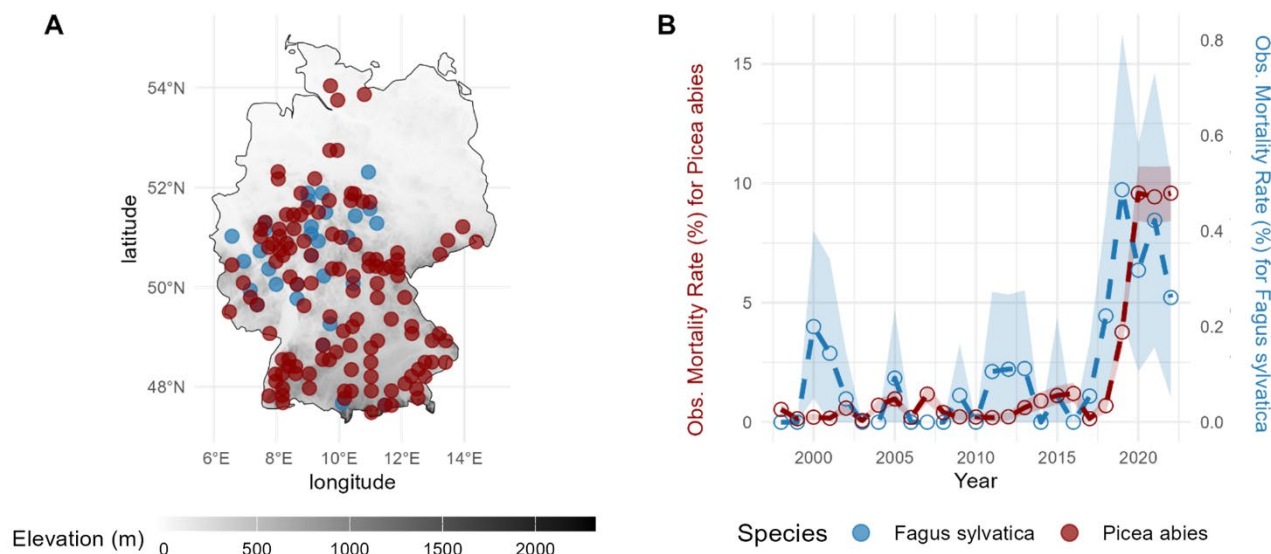 A
54°N
52°N
50°N
48°N
latitude
6°E 8°E 10°E 12°E 14°E
longitude
Elevation (m)
0 500 1000 1500 2000
B
Obs. Mortality Rate (%) for Picea abies
15
10
5
0
2000 2005 2010 2015 2020
Year
0.8
0.6
0.4
0.2
0.0
Obs. Mortality Rate (%) for Fagus sylvatica
Species Fagus sylvatica Picea abies